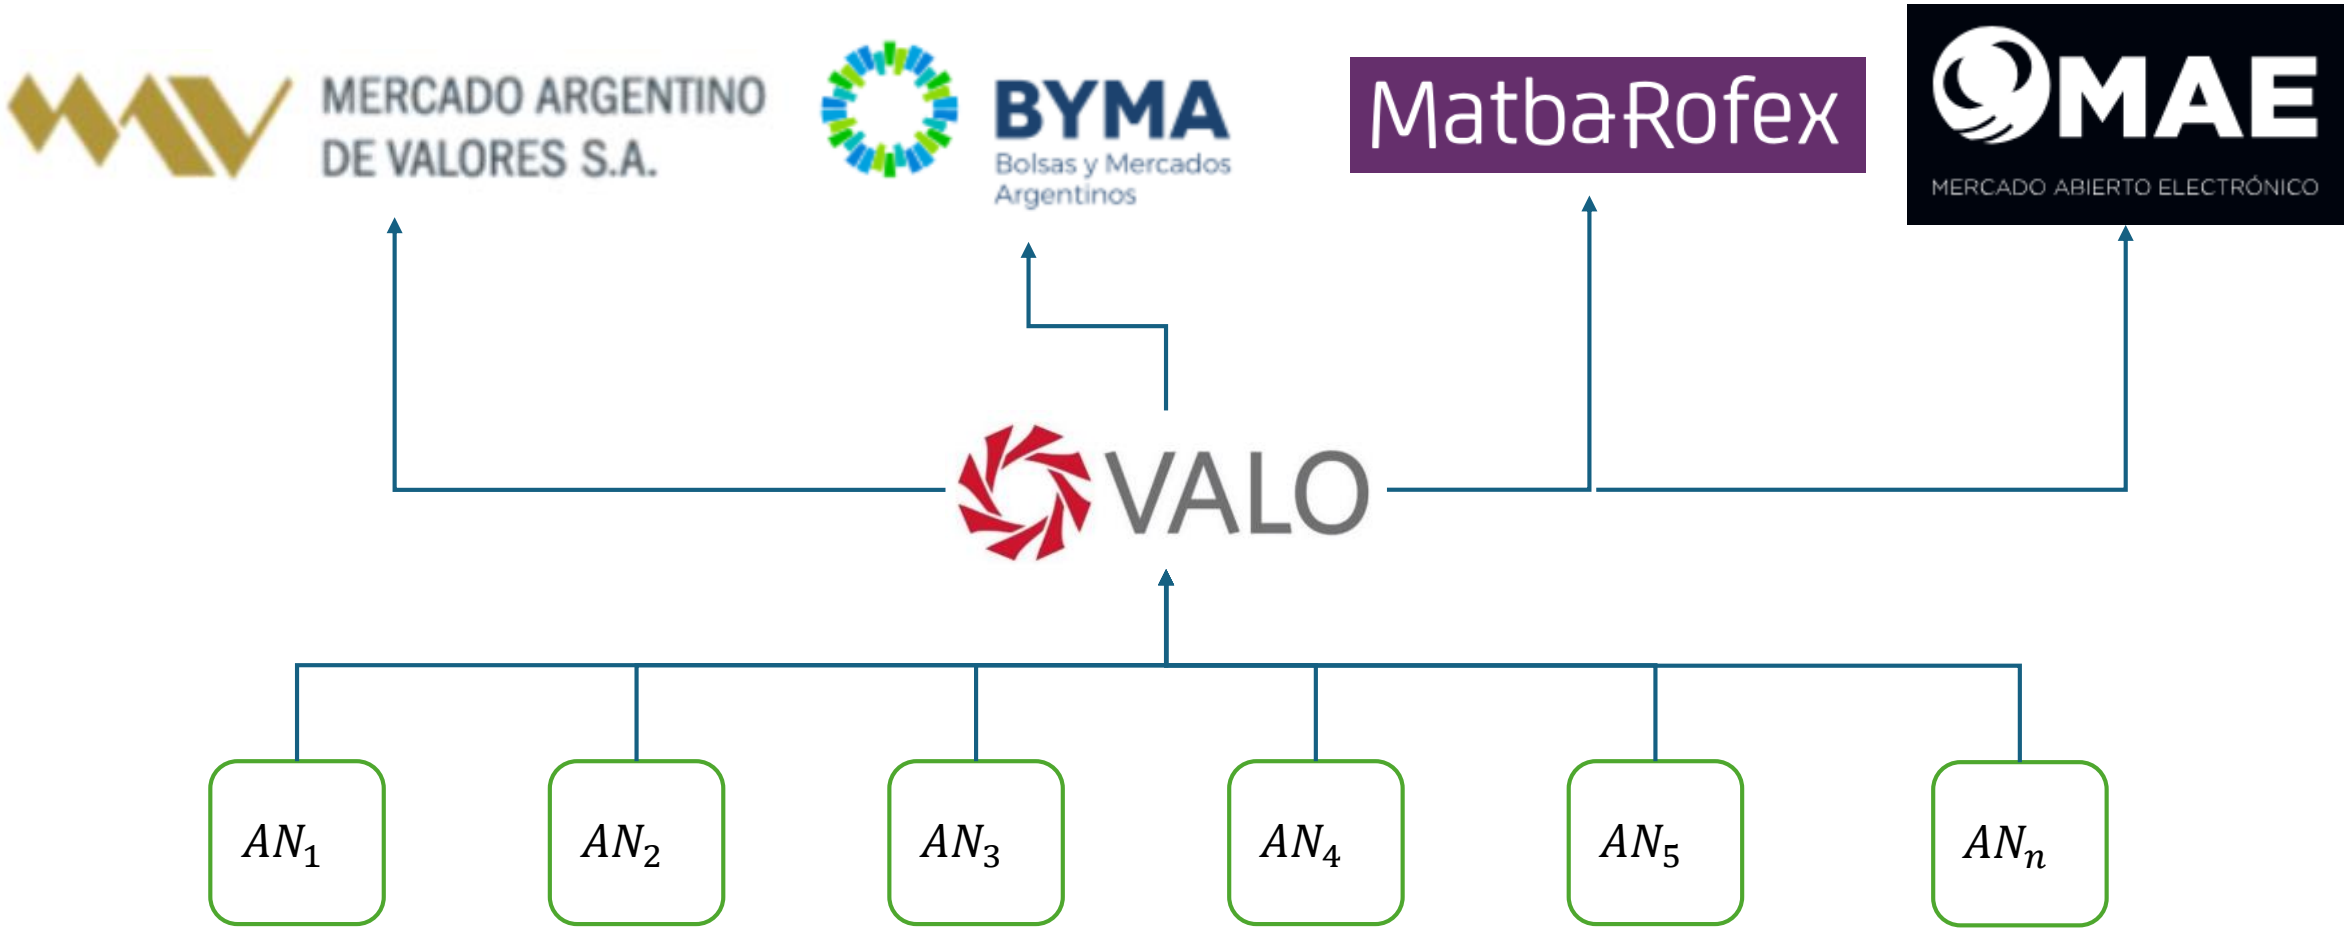 MERCADO ARGENTINO
DE VALORES S.A.
BYMA
Bolsas y Mercados
Argentinos
MatbaRofex
MAE
MERCADO ABIERTO ELECTRÓNICO
VALO
AN₁
AN₂
AN₃
AN₄
AN₅
ANₙ